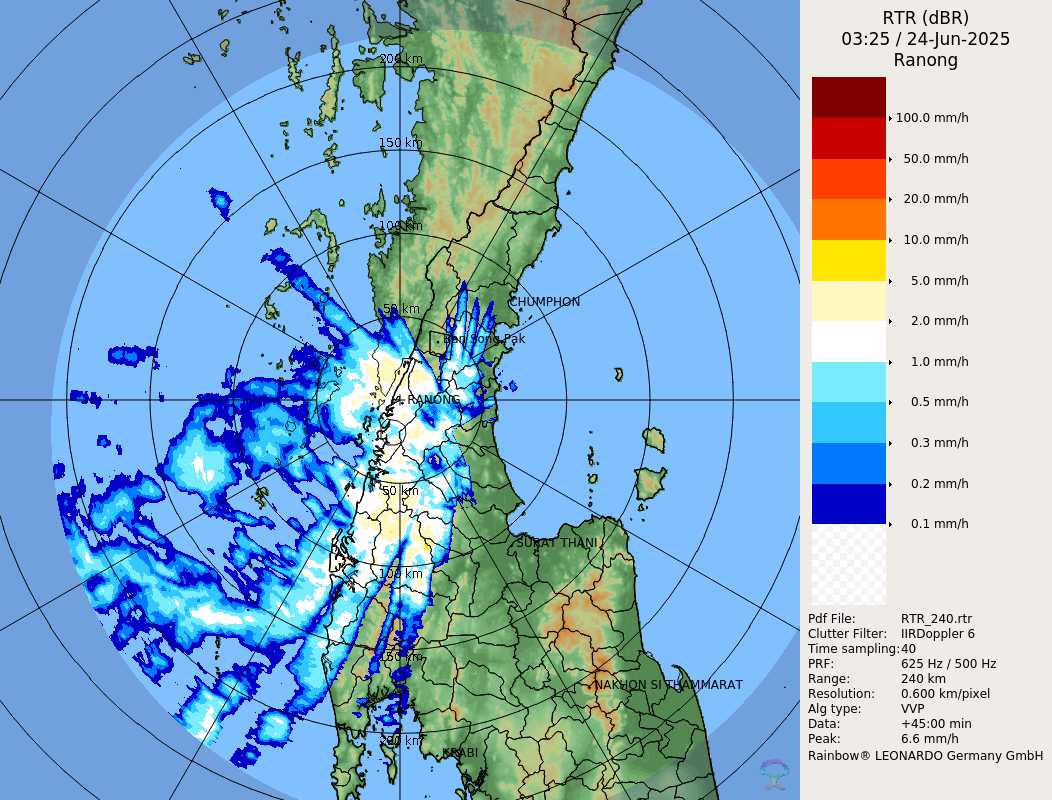 RTR (dBR)
03:25 / 24-Jun-2025
Ranong
100.0 mm/h
50.0 mm/h
20.0 mm/h
10.0 mm/h
5.0 mm/h
2.0 mm/h
1.0 mm/h
0.5 mm/h
0.3 mm/h
0.2 mm/h
0.1 mm/h
Pdf File: RTR_240.rtr
Clutter Filter: IIRDoppler 6
Time sampling:40
PRF: 625 Hz / 500 Hz
Range: 240 km
Resolution: 0.600 km/pixel
Alg type: VVP
Data: +45:00 min
Peak: 6.6 mm/h
Rainbow® LEONARDO Germany GmbH
200 km
150 km
100 km
50 km
CHUMPHON
Ban Song Pak
RANONG
50 km
SURAT THANI
100 km
150 km
NAKHON SI THAMMARAT
200 km
KRABI